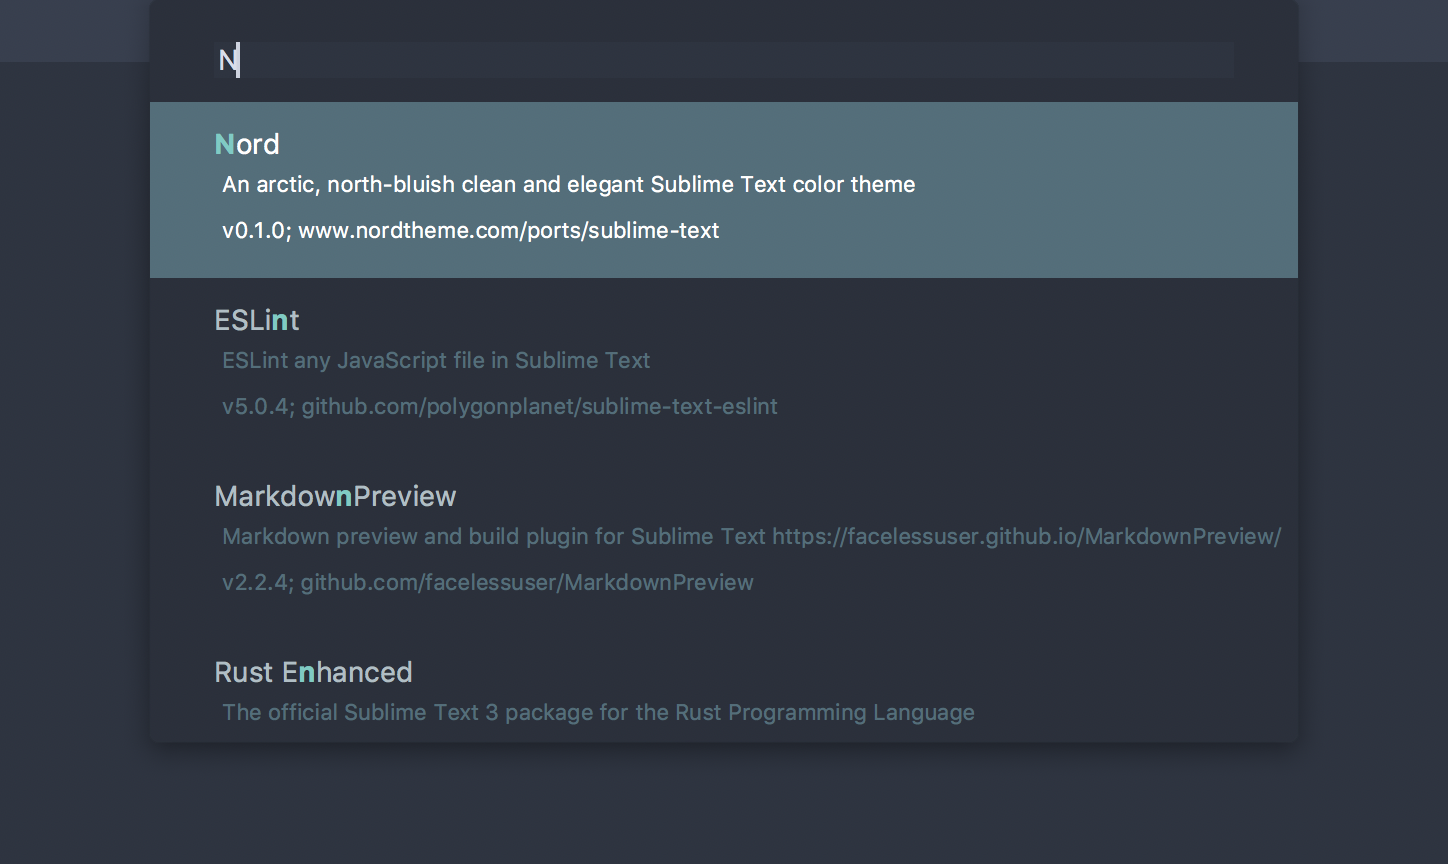 N
Nord
An arctic, north-bluish clean and elegant Sublime Text color theme
v0.1.0; www.nordtheme.com/ports/sublime-text
ESLint
ESLint any JavaScript file in Sublime Text
v5.0.4; github.com/polygonplanet/sublime-text-eslint
MarkdownPreview
Markdown preview and build plugin for Sublime Text https://facelessuser.github.io/MarkdownPreview/
v2.2.4; github.com/facelessuser/MarkdownPreview
Rust Enhanced
The official Sublime Text 3 package for the Rust Programming Language